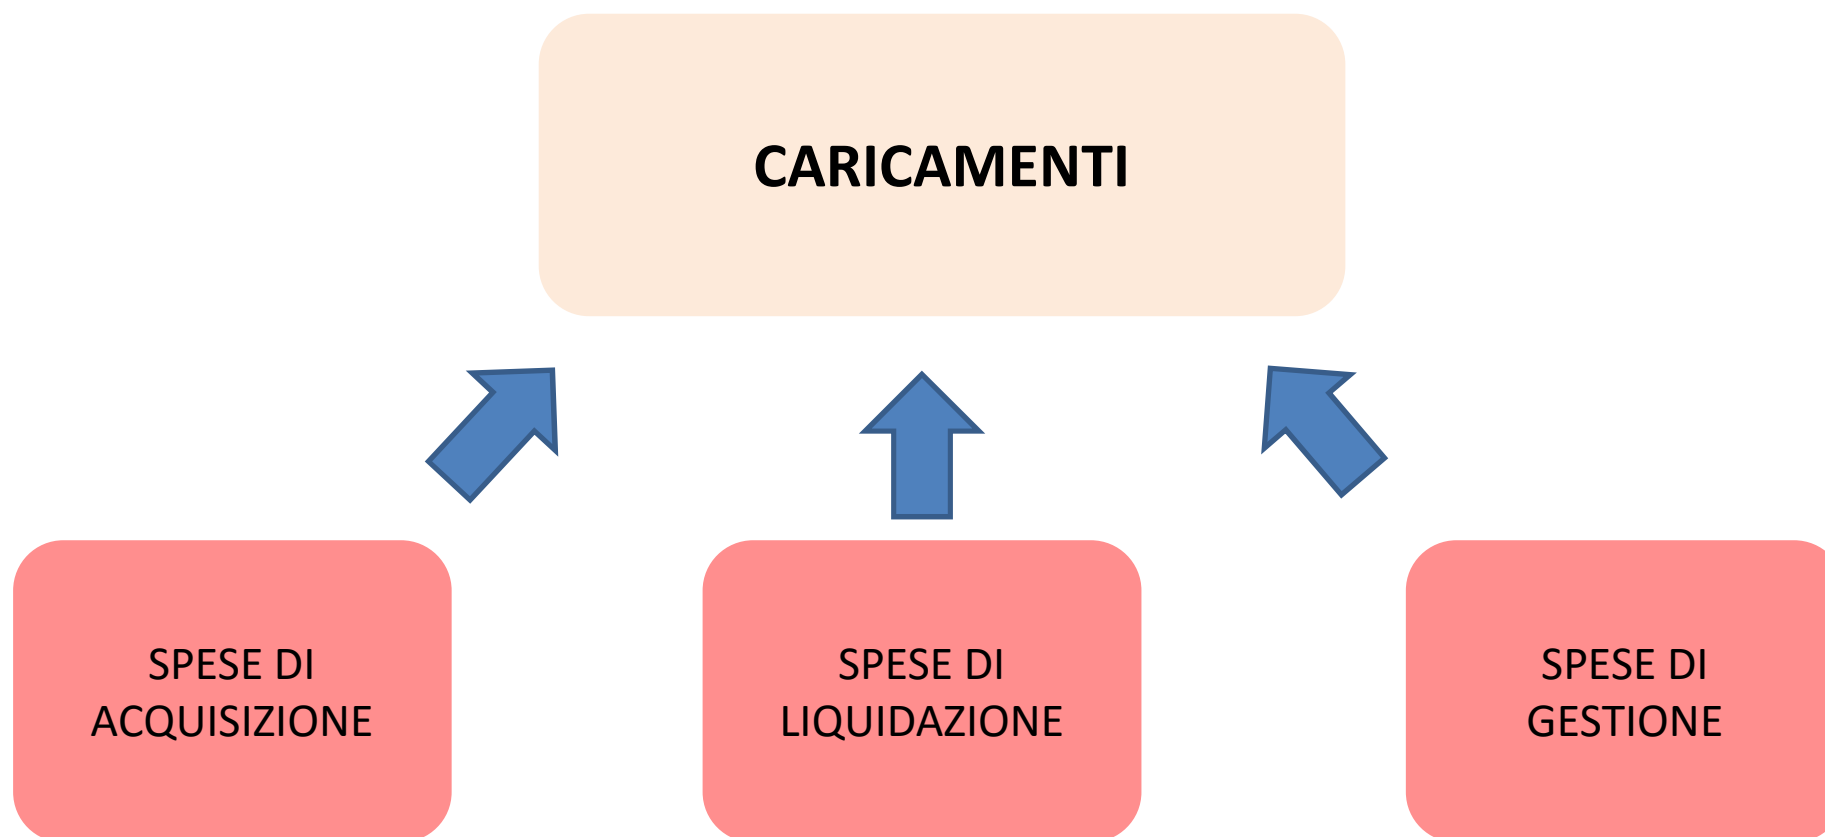 CARICAMENTI
SPESE DI
ACQUISIZIONE
SPESE DI
LIQUIDAZIONE
SPESE DI
GESTIONE